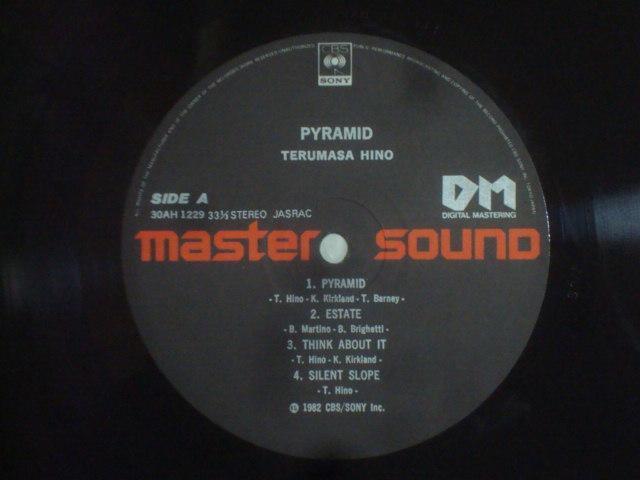 CBS
SONY
PYRAMID
TERUMASA HINO
SIDE A
30AH 1229 33⅓ STEREO JASRAC
DM
DIGITAL MASTERING
master sound
1. PYRAMID
- T. Hino - K. Kirkland - T. Barney -
2. ESTATE
- B. Martino - B. Brighetti -
3. THINK ABOUT IT
- T. Hino - K. Kirkland -
4. SILENT SLOPE
- T. Hino -
Ⓟ 1982 CBS/SONY Inc.